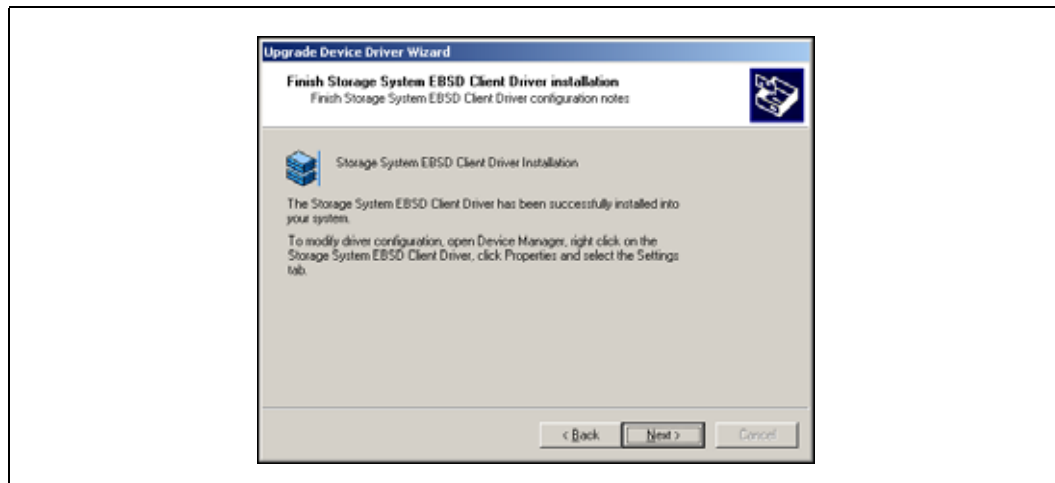 Upgrade Device Driver Wizard
Finish Storage System EBSD Client Driver installation
Finish Storage System EBSD Client Driver configuration notes
Storage System EBSD Client Driver Installation
The Storage System EBSD Client Driver has been successfully installed into
your system.
To modify driver configuration, open Device Manager, right click on the
Storage System EBSD Client Driver, click Properties and select the Settings
tab.
< Back
Next >
Cancel